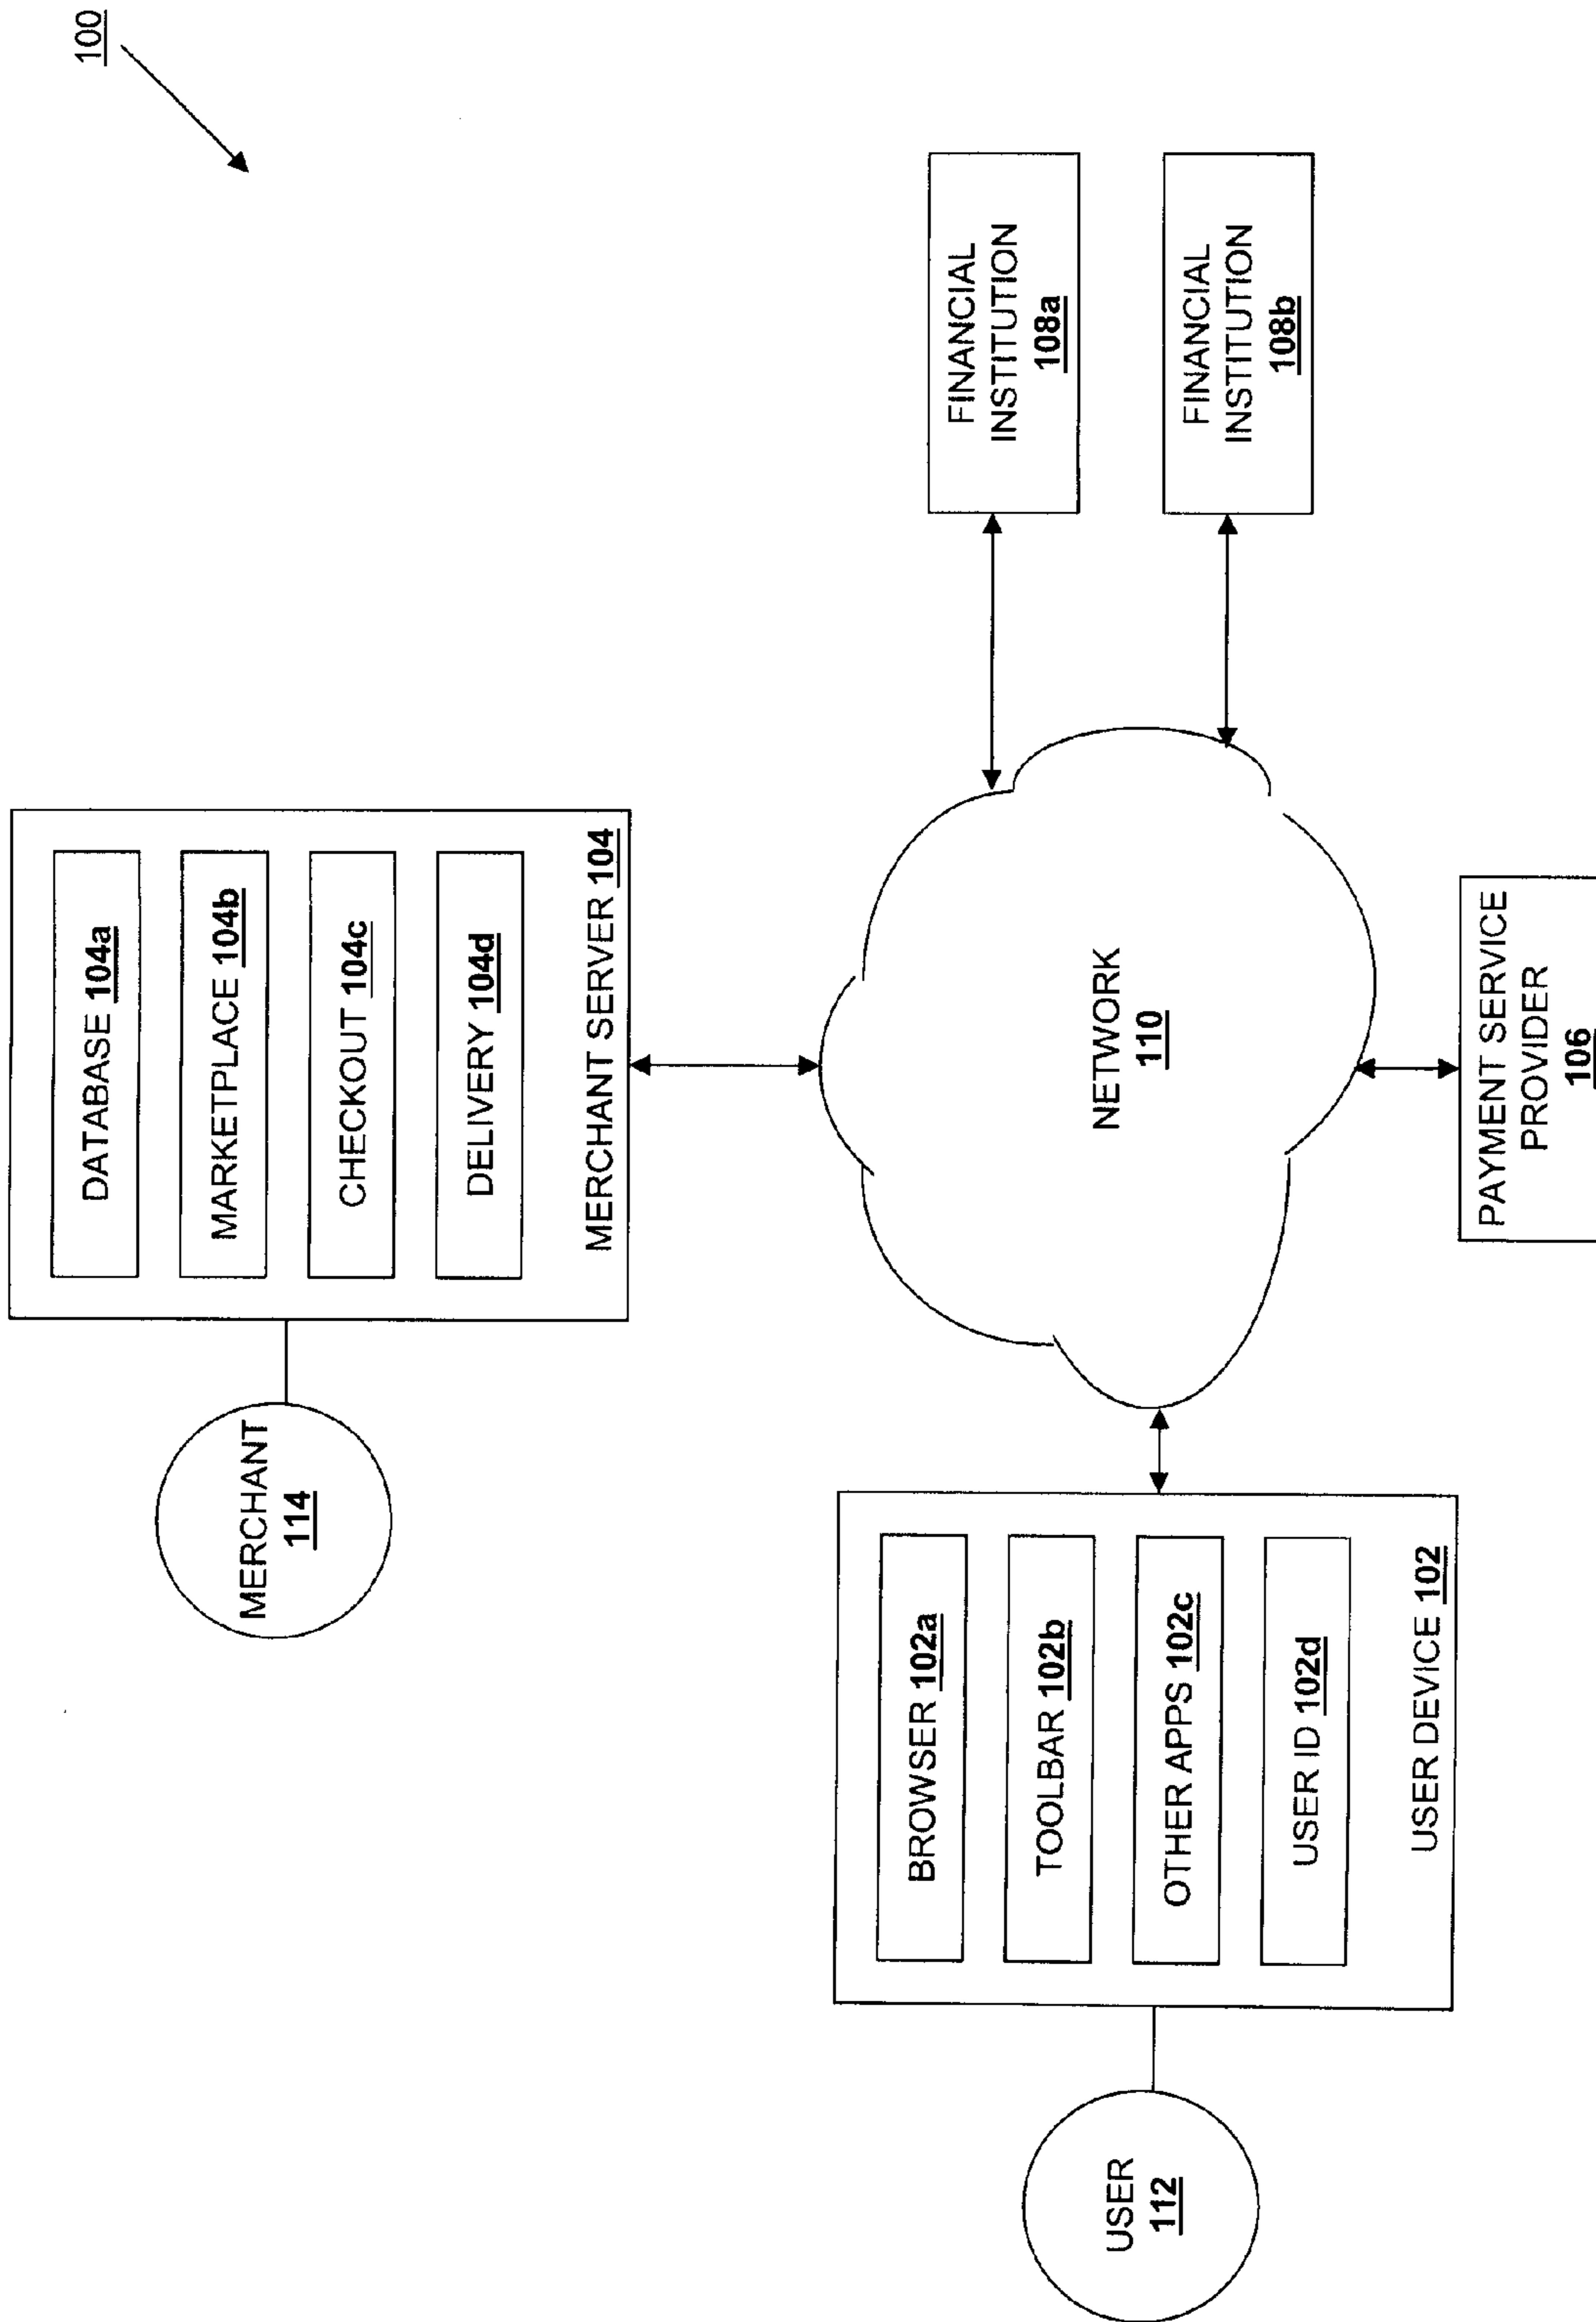 100
MERCHANT
114
DATABASE 104a
MARKETPLACE 104b
CHECKOUT 104c
DELIVERY 104d
MERCHANT SERVER 104
USER
112
BROWSER 102a
TOOLBAR 102b
OTHER APPS 102c
USER ID 102d
USER DEVICE 102
NETWORK
110
FINANCIAL
INSTITUTION
108a
FINANCIAL
INSTITUTION
108b
PAYMENT SERVICE
PROVIDER
106